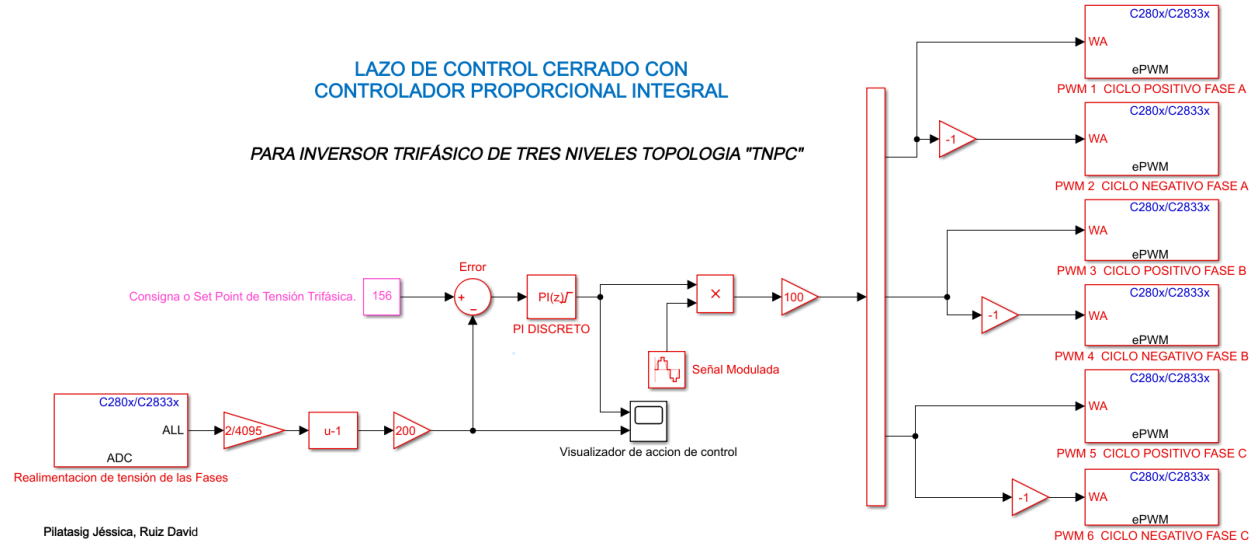 LAZO DE CONTROL CERRADO CON
CONTROLADOR PROPORCIONAL INTEGRAL
PARA INVERSOR TRIFÁSICO DE TRES NIVELES TOPOLOGIA "TNPC"
C280x/C2833x
WA
ePWM
PWM 1 CICLO POSITIVO FASE A
C280x/C2833x
-1
WA
ePWM
PWM 2 CICLO NEGATIVO FASE A
C280x/C2833x
WA
ePWM
PWM 3 CICLO POSITIVO FASE B
C280x/C2833x
-1
WA
ePWM
PWM 4 CICLO NEGATIVO FASE B
C280x/C2833x
WA
ePWM
PWM 5 CICLO POSITIVO FASE C
C280x/C2833x
-1
WA
ePWM
PWM 6 CICLO NEGATIVO FASE C
Consigna o Set Point de Tensión Trifásica.
156
Error
+
−
PI(z)
PI DISCRETO
×
100
Señal Modulada
C280x/C2833x
ALL
ADC
Realimentacion de tensión de las Fases
2/4095
u-1
200
Visualizador de accion de control
Pilatasig Jéssica, Ruiz David